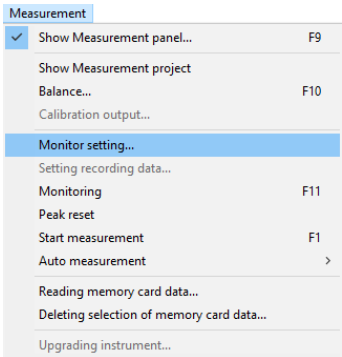 Measurement
Show Measurement panel... F9
Show Measurement project
Balance... F10
Calibration output...
Monitor setting...
Setting recording data...
Monitoring F11
Peak reset
Start measurement F1
Auto measurement
Reading memory card data...
Deleting selection of memory card data...
Upgrading instrument...